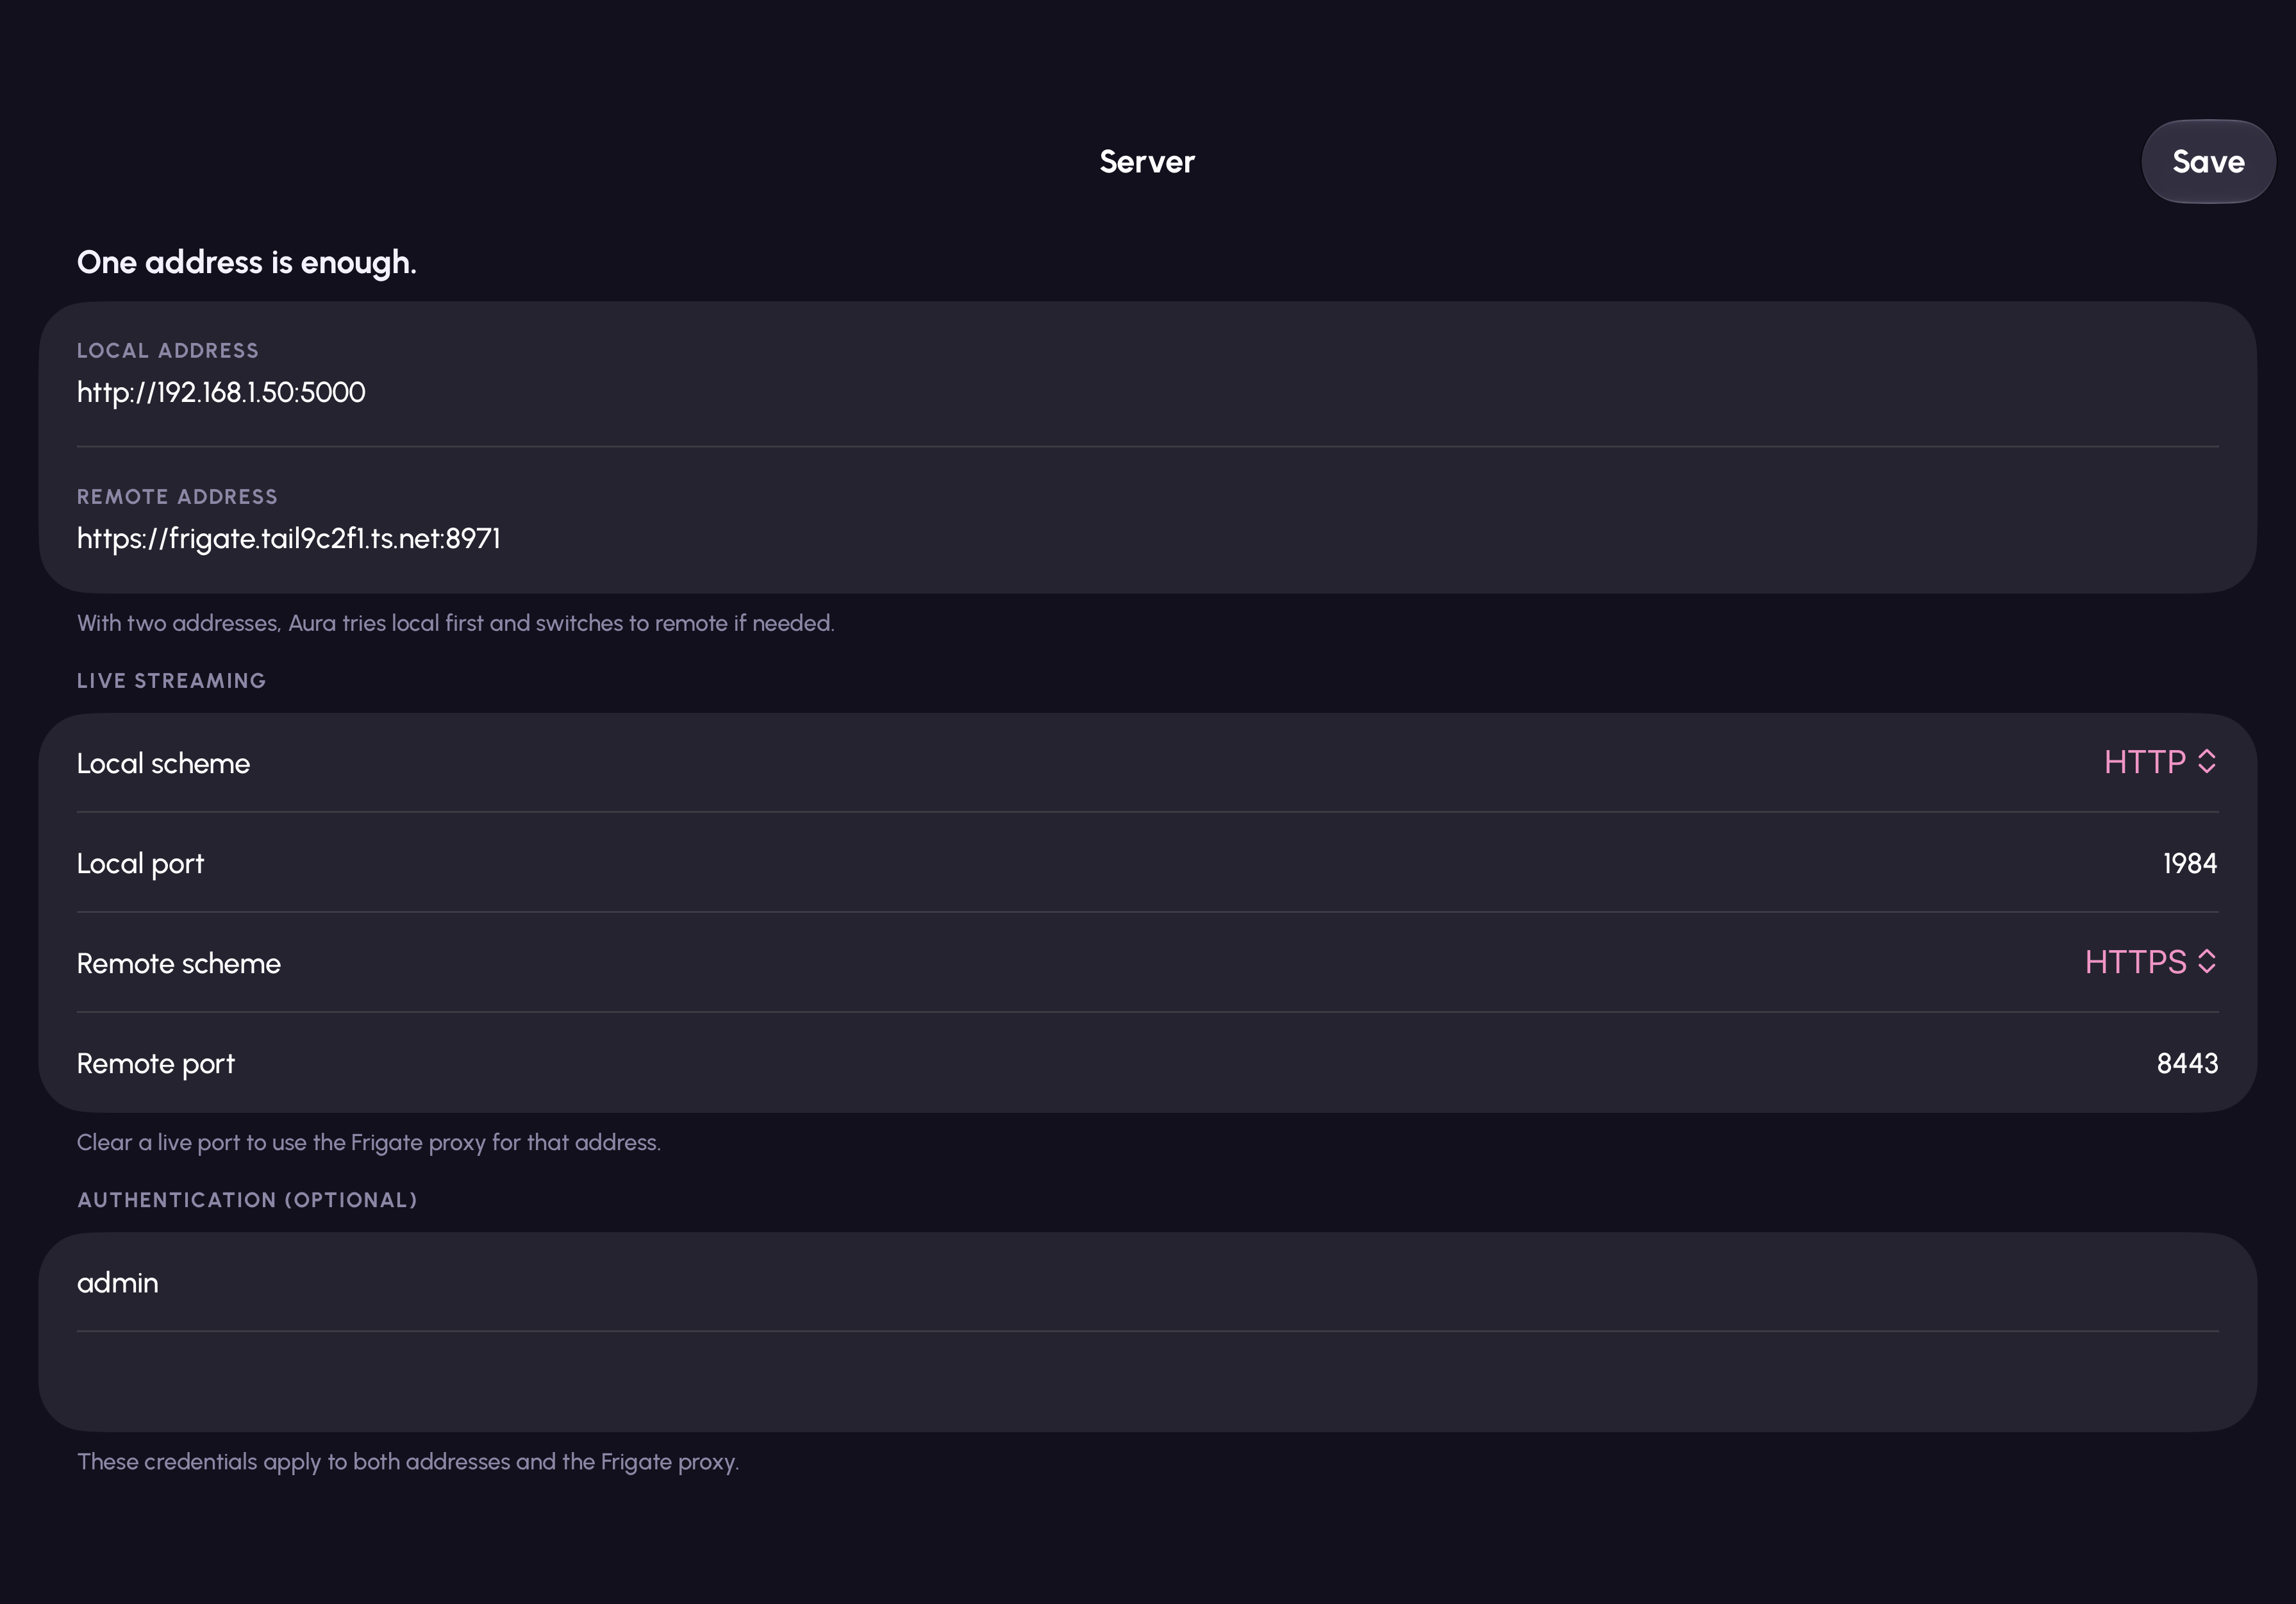 Server
Save
One address is enough.
LOCAL ADDRESS
http://192.168.1.50:5000
REMOTE ADDRESS
https://frigate.tail9c2f1.ts.net:8971
With two addresses, Aura tries local first and switches to remote if needed.
LIVE STREAMING
Local scheme
HTTP
Local port
1984
Remote scheme
HTTPS
Remote port
8443
Clear a live port to use the Frigate proxy for that address.
AUTHENTICATION (OPTIONAL)
admin
These credentials apply to both addresses and the Frigate proxy.